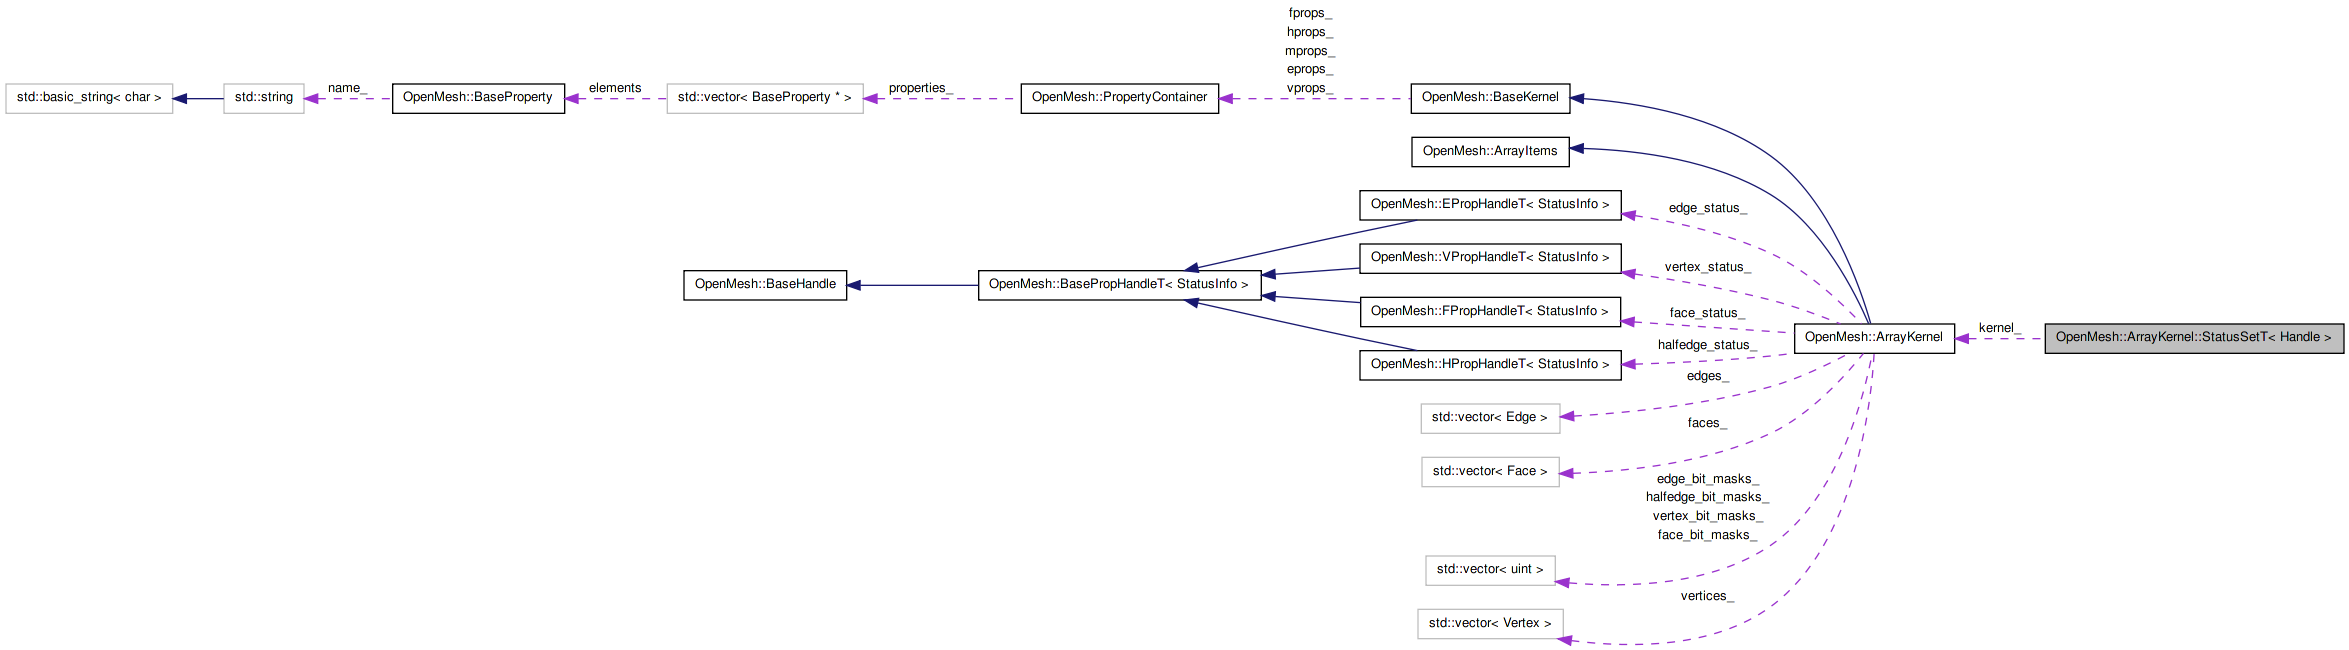 fprops_
hprops_
mprops_
eprops_
vprops_
std::basic_string< char >
std::string
name_
OpenMesh::BaseProperty
elements
std::vector< BaseProperty * >
properties_
OpenMesh::PropertyContainer
OpenMesh::BaseKernel
OpenMesh::ArrayItems
OpenMesh::EPropHandleT< StatusInfo >
edge_status_
OpenMesh::VPropHandleT< StatusInfo >
vertex_status_
OpenMesh::BaseHandle
OpenMesh::BasePropHandleT< StatusInfo >
OpenMesh::FPropHandleT< StatusInfo >
face_status_
OpenMesh::ArrayKernel
kernel_
OpenMesh::ArrayKernel::StatusSetT< Handle >
halfedge_status_
OpenMesh::HPropHandleT< StatusInfo >
edges_
std::vector< Edge >
faces_
std::vector< Face >
edge_bit_masks_
halfedge_bit_masks_
vertex_bit_masks_
face_bit_masks_
std::vector< uint >
vertices_
std::vector< Vertex >